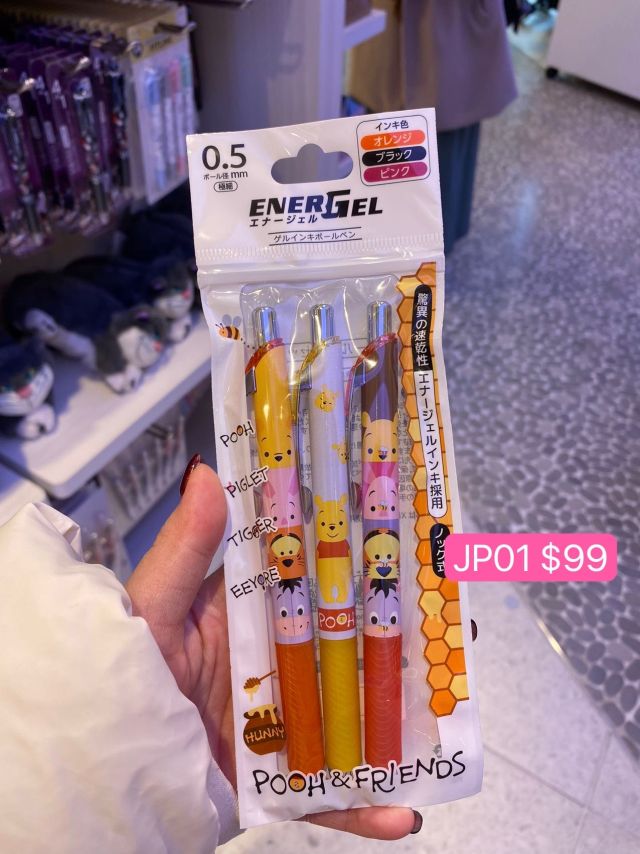 0.5
ボール径 mm
極細
インキ色
オレンジ
ブラック
ピンク
ENERGEL
エナージェル
ゲルインキボールペン
驚異の速乾性
エナージェルインキ採用
ノック式
POOH
PIGLET
TIGGER
EEYORE
POOH
HUNNY
POOH & FRIENDS
JP01 $99